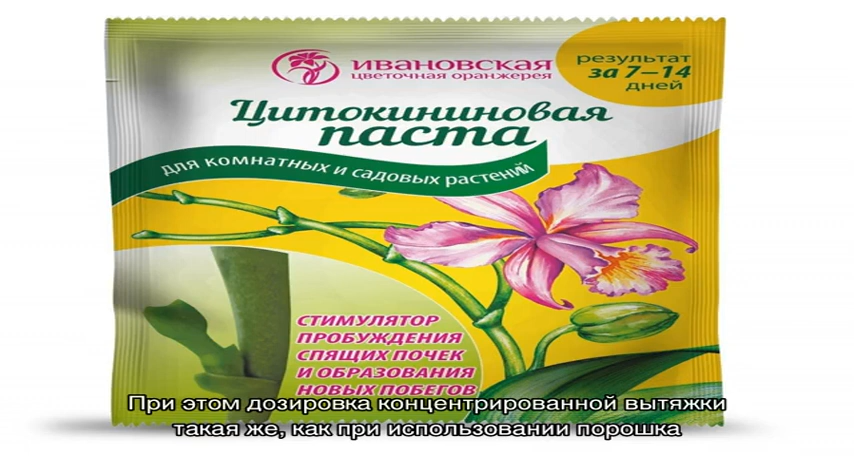 ИВАНОВСКАЯ
цветочная оранжерея
результат
за 7–14
дней
Цитокининовая
паста
для комнатных и садовых растений
СТИМУЛЯТОР
ПРОБУЖДЕНИЯ
СПЯЩИХ ПОЧЕК
И ОБРАЗОВАНИЯ
НОВЫХ ПОБЕГОВ
При этом дозировка концентрированной вытяжки
такая же, как при использовании порошка